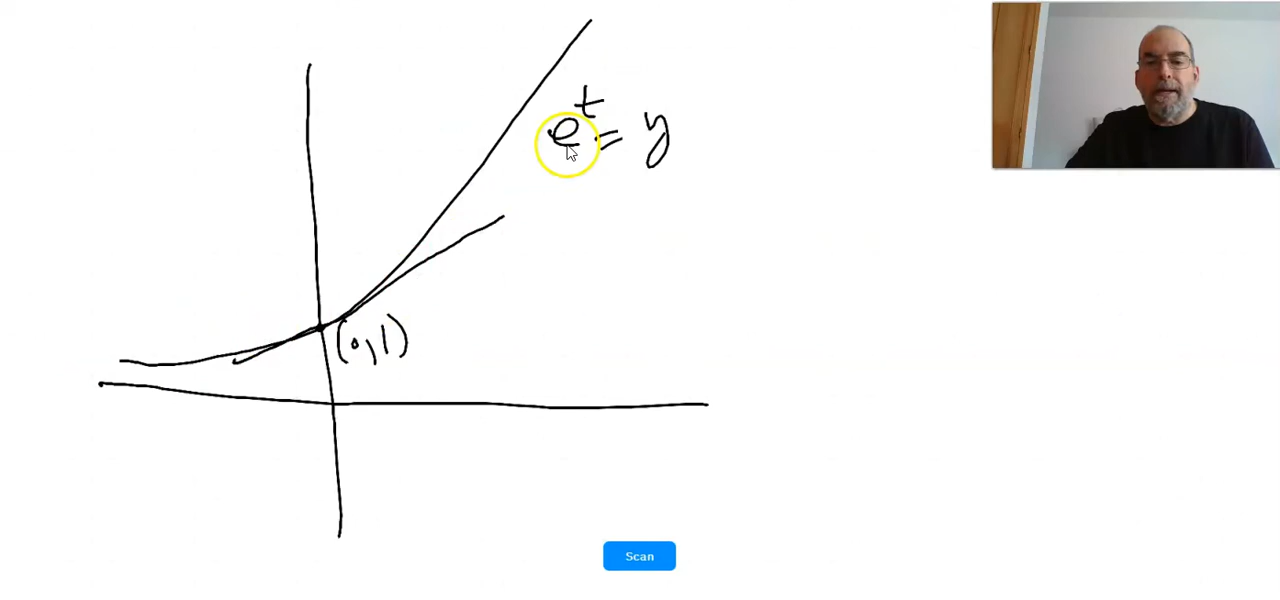 e^t = y
(0,1)
Scan